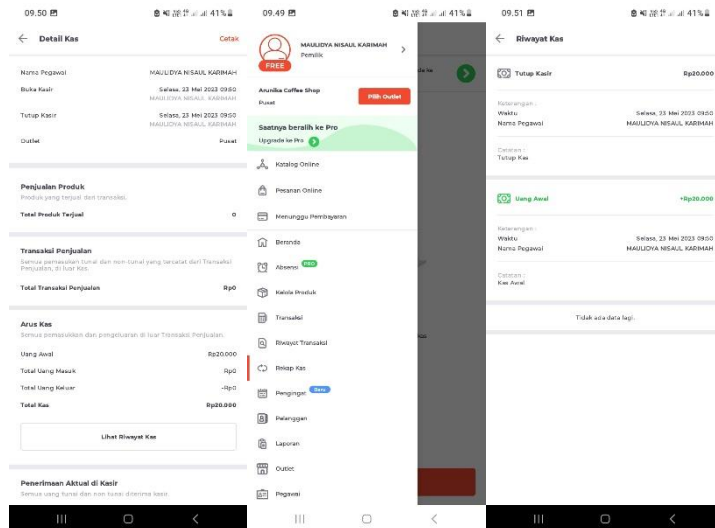 09.50
41%
Detail Kas
Cetak
Nama Pegawai
MAULIDYA NISAUL KARIMAH
Buka Kasir
Selasa, 23 Mei 2023 09:50
MAULIDYA NISAUL KARIMAH
Tutup Kasir
Selasa, 23 Mei 2023 09:50
MAULIDYA NISAUL KARIMAH
Outlet
Pusat
Penjualan Produk
Produk yang terjual dan transaksi.
Total Produk Terjual
0
Transaksi Penjualan
Semua pemasukan tunai dan non-tunai yang tercatat dari Transaksi
Penjualan, di luar Kas.
Total Transaksi Penjualan
Rp0
Arus Kas
Semua pemasukkan dan pengeluaran di luar Transaksi Penjualan.
Uang Awal
Rp20.000
Total Uang Masuk
Rp0
Total Uang Keluar
-Rp0
Total Kas
Rp20.000
Lihat Riwayat Kas
Penerimaan Aktual di Kasir
Semua uang tunai dan non-tunai diterima kasir.
09.49
41%
MAULIDYA NISAUL KARIMAH
Pemilik
FREE
Arunika Coffee Shop
Pusat
Pilih Outlet
Saatnya beralih ke Pro
Upgrade ke Pro
Katalog Online
Pesanan Online
Menunggu Pembayaran
Beranda
Absensi PRO
Kelola Produk
Transaksi
Riwayat Transaksi
Rekap Kas
Pengingat Baru
Pelanggan
Laporan
Outlet
Pegawai
09.51
41%
Riwayat Kas
Tutup Kasir
Rp20.000
Keterangan :
Waktu
Selasa, 23 Mei 2023 09:50
Nama Pegawai
MAULIDYA NISAUL KARIMAH
Catatan :
Tutup Kas
Uang Awal
+Rp20.000
Keterangan :
Waktu
Selasa, 23 Mei 2023 09:50
Nama Pegawai
MAULIDYA NISAUL KARIMAH
Catatan :
Kas Awal
Tidak ada data lagi.